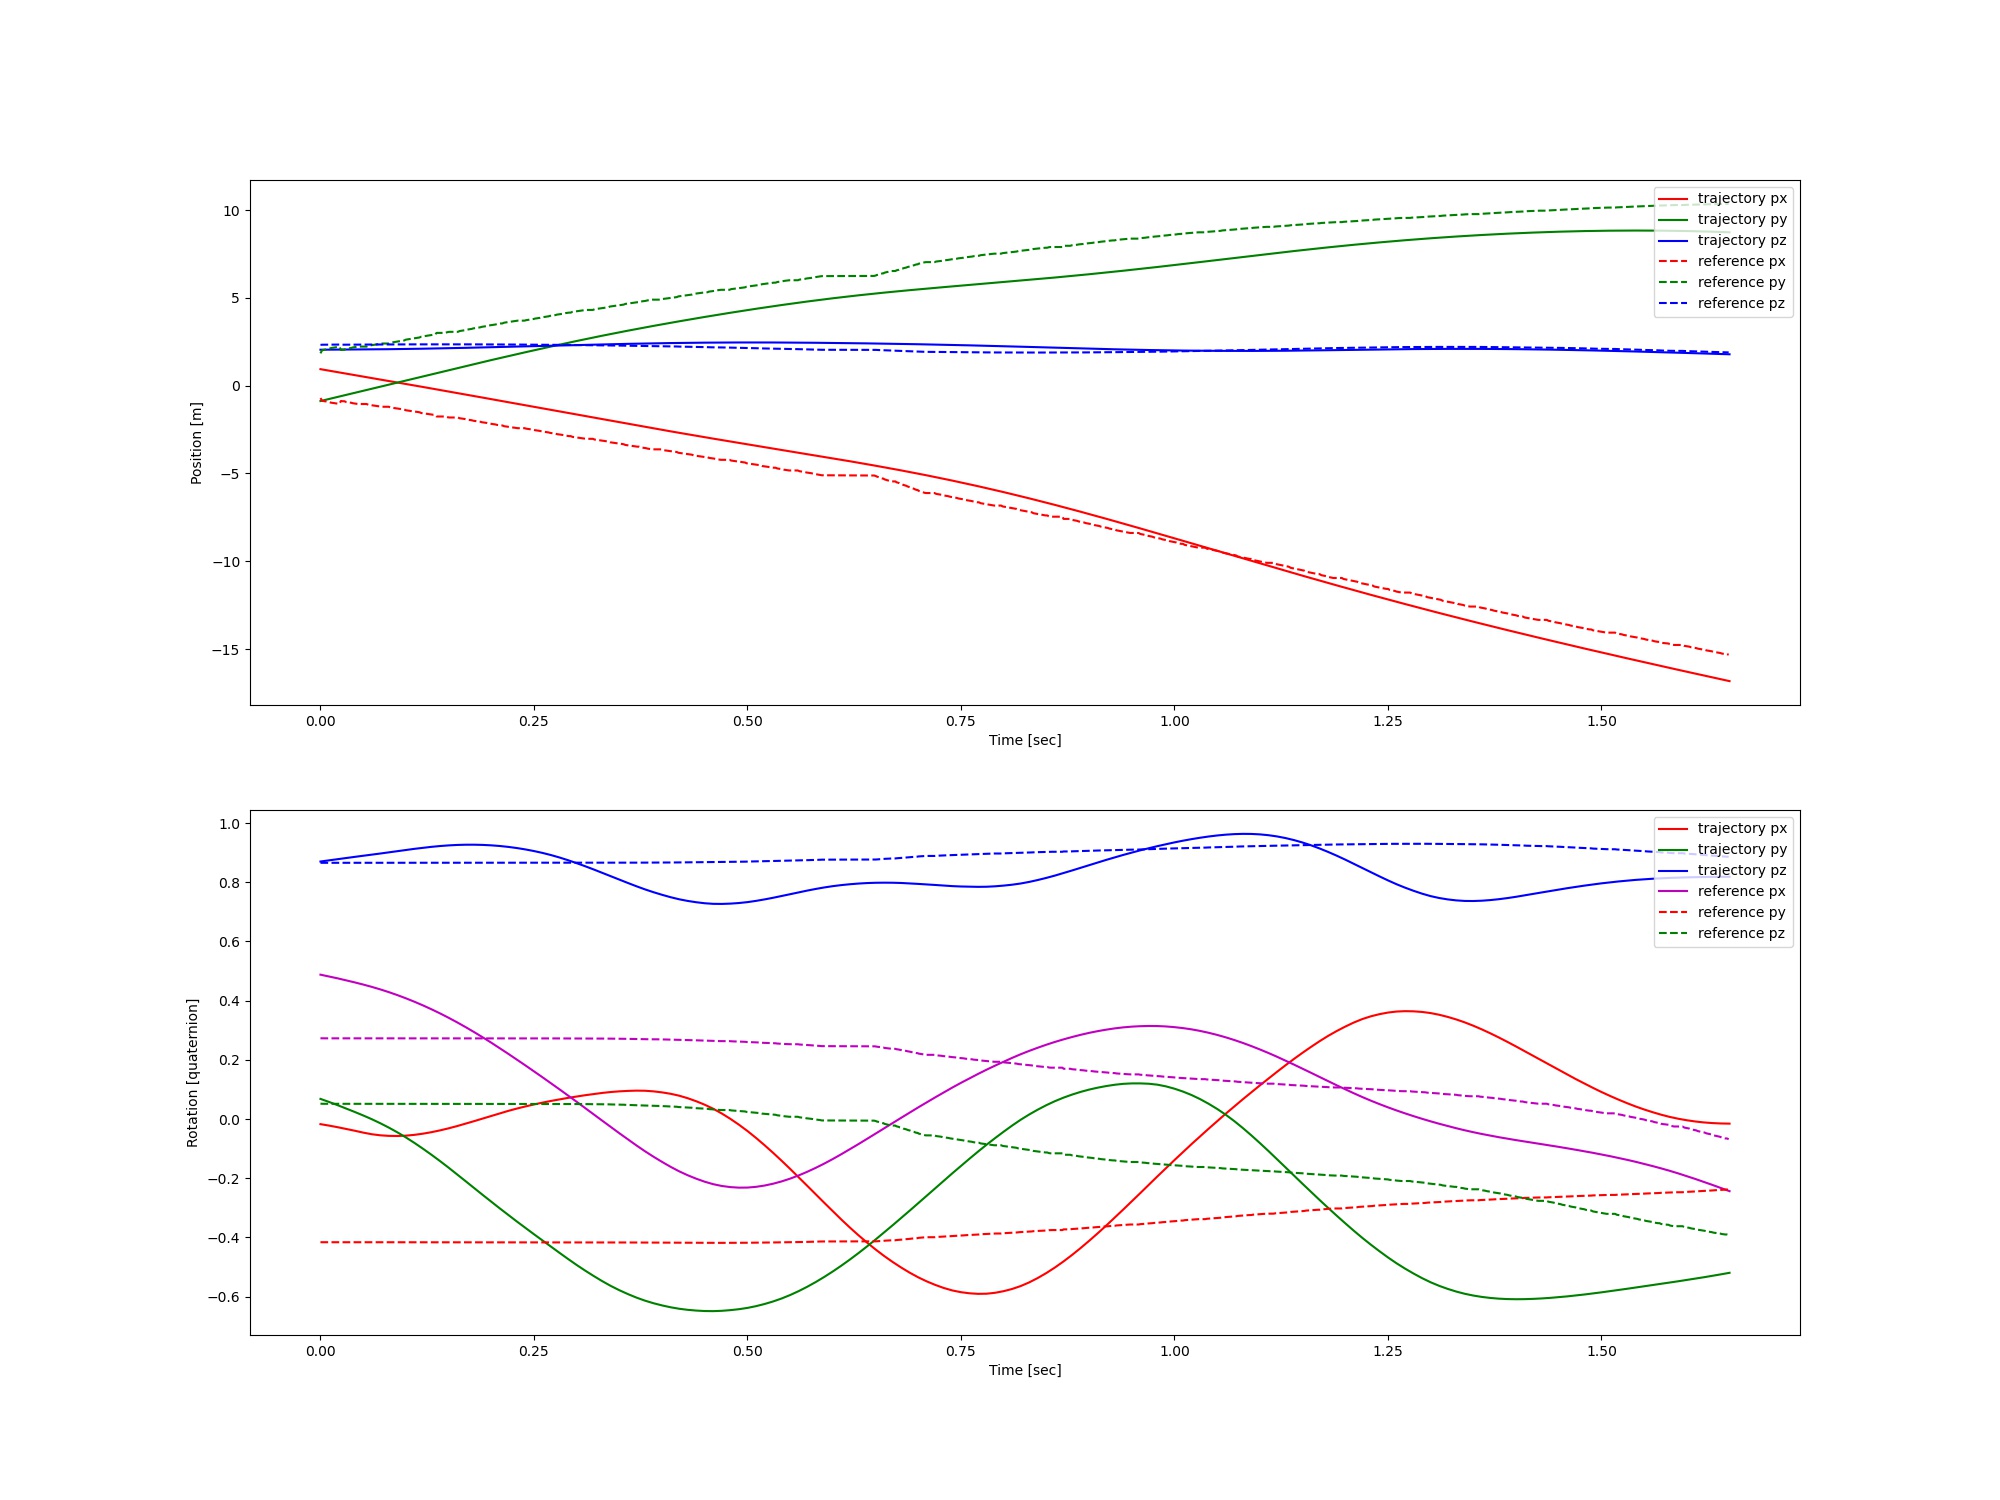 10
5
0
−5
−10
−15
Position [m]
trajectory px
trajectory py
trajectory pz
reference px
reference py
reference pz
0.00 0.25 0.50 0.75 1.00 1.25 1.50
Time [sec]
1.0
0.8
0.6
0.4
0.2
0.0
−0.2
−0.4
−0.6
Rotation [quaternion]
trajectory px
trajectory py
trajectory pz
reference px
reference py
reference pz
0.00 0.25 0.50 0.75 1.00 1.25 1.50
Time [sec]